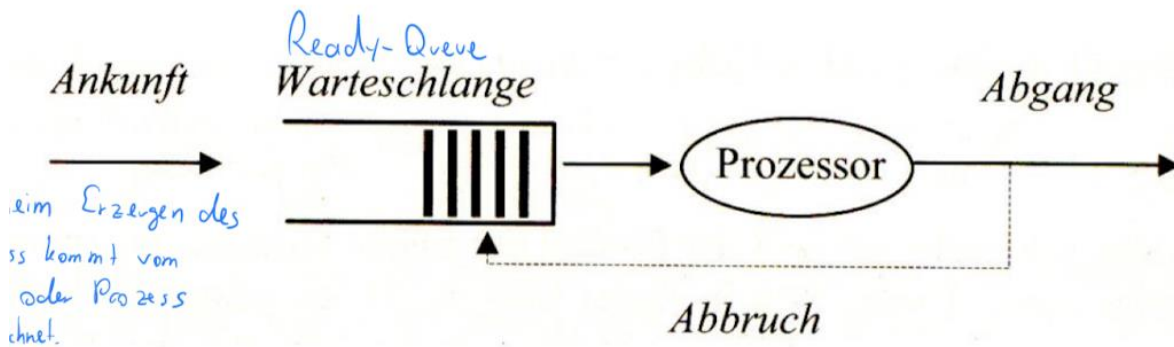 Ready-Queue
Ankunft Warteschlange Abgang
Prozessor
eim Erzeugen des
ss kommt vom
oder Prozess
chnet.
Abbruch